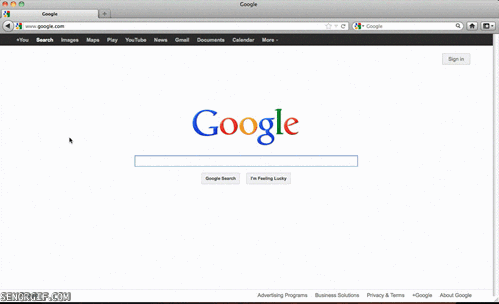 Google
Google
www.google.com
Google
+You Search Images Maps Play YouTube News Gmail Documents Calendar More
Sign in
Google
Google Search I'm Feeling Lucky
SENORGIF.COM
Advertising Programs Business Solutions Privacy & Terms +Google About Google